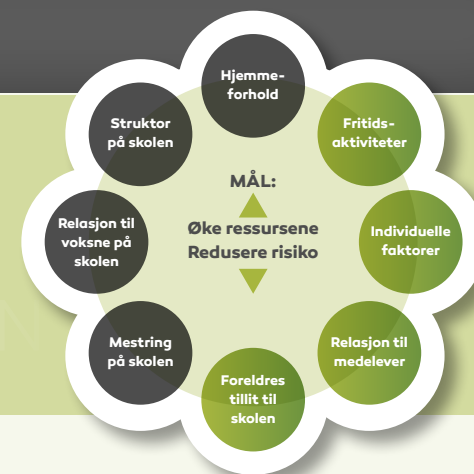 Hjemme-
forhold
Fritids-
aktiviteter
Individuelle
faktorer
Relasjon til
medelever
Foreldres
tillit til
skolen
Mestring
på skolen
Relasjon til
voksne på
skolen
Struktor
på skolen
MÅL:
Øke ressursene
Redusere risiko